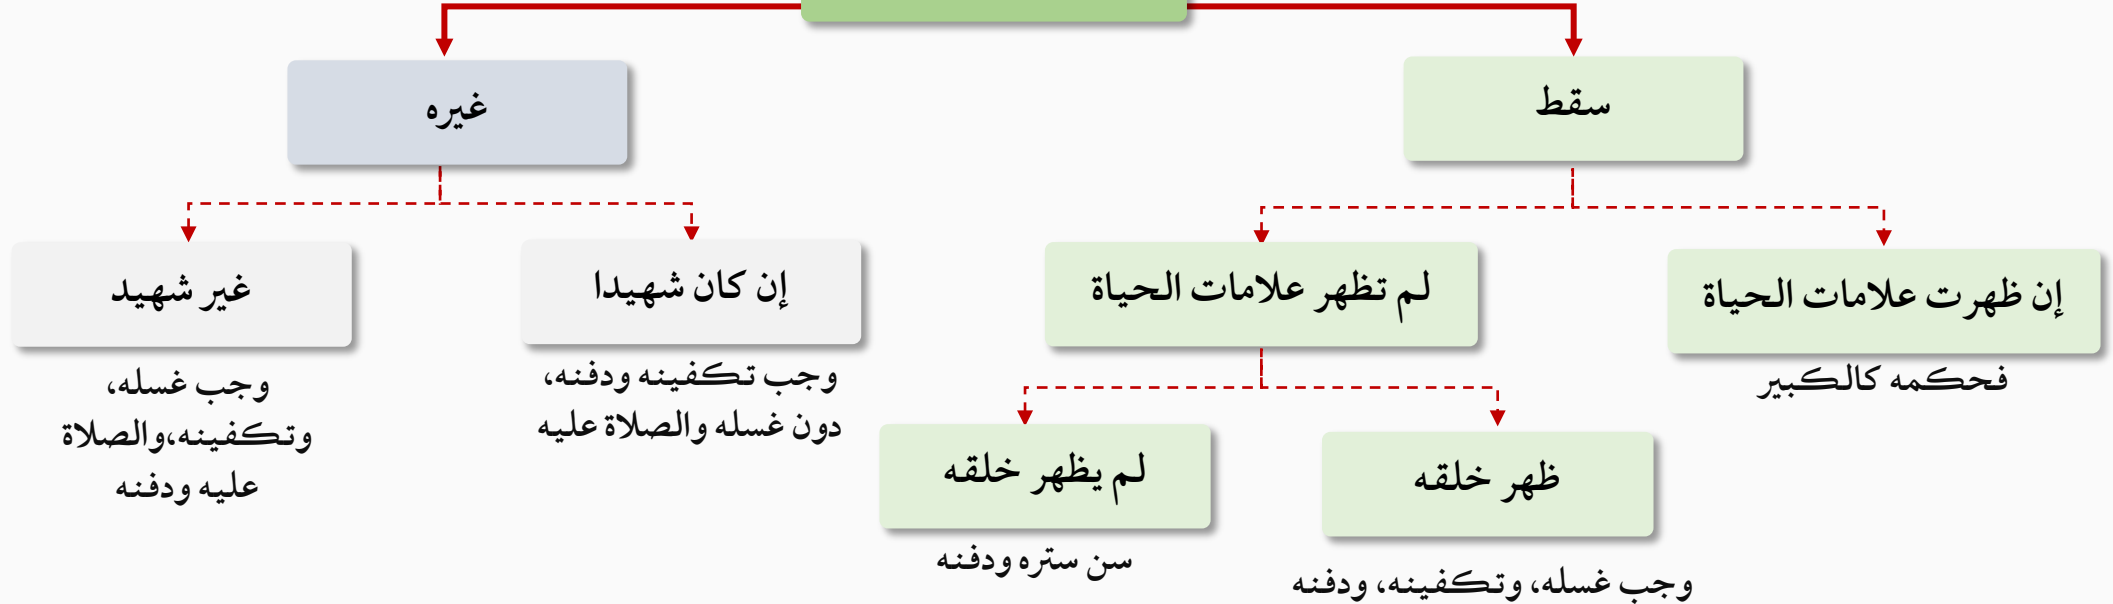 سقط
غيره
إن ظهرت علامات الحياة
لم تظهر علامات الحياة
إن كان شهيدا
غير شهيد
فحكمه كالكبير
وجب تكفينه ودفنه،
دون غسله والصلاة عليه
وجب غسله،
وتكفينه،والصلاة
عليه ودفنه
ظهر خلقه
لم يظهر خلقه
وجب غسله، وتكفينه، ودفنه
سن ستره ودفنه